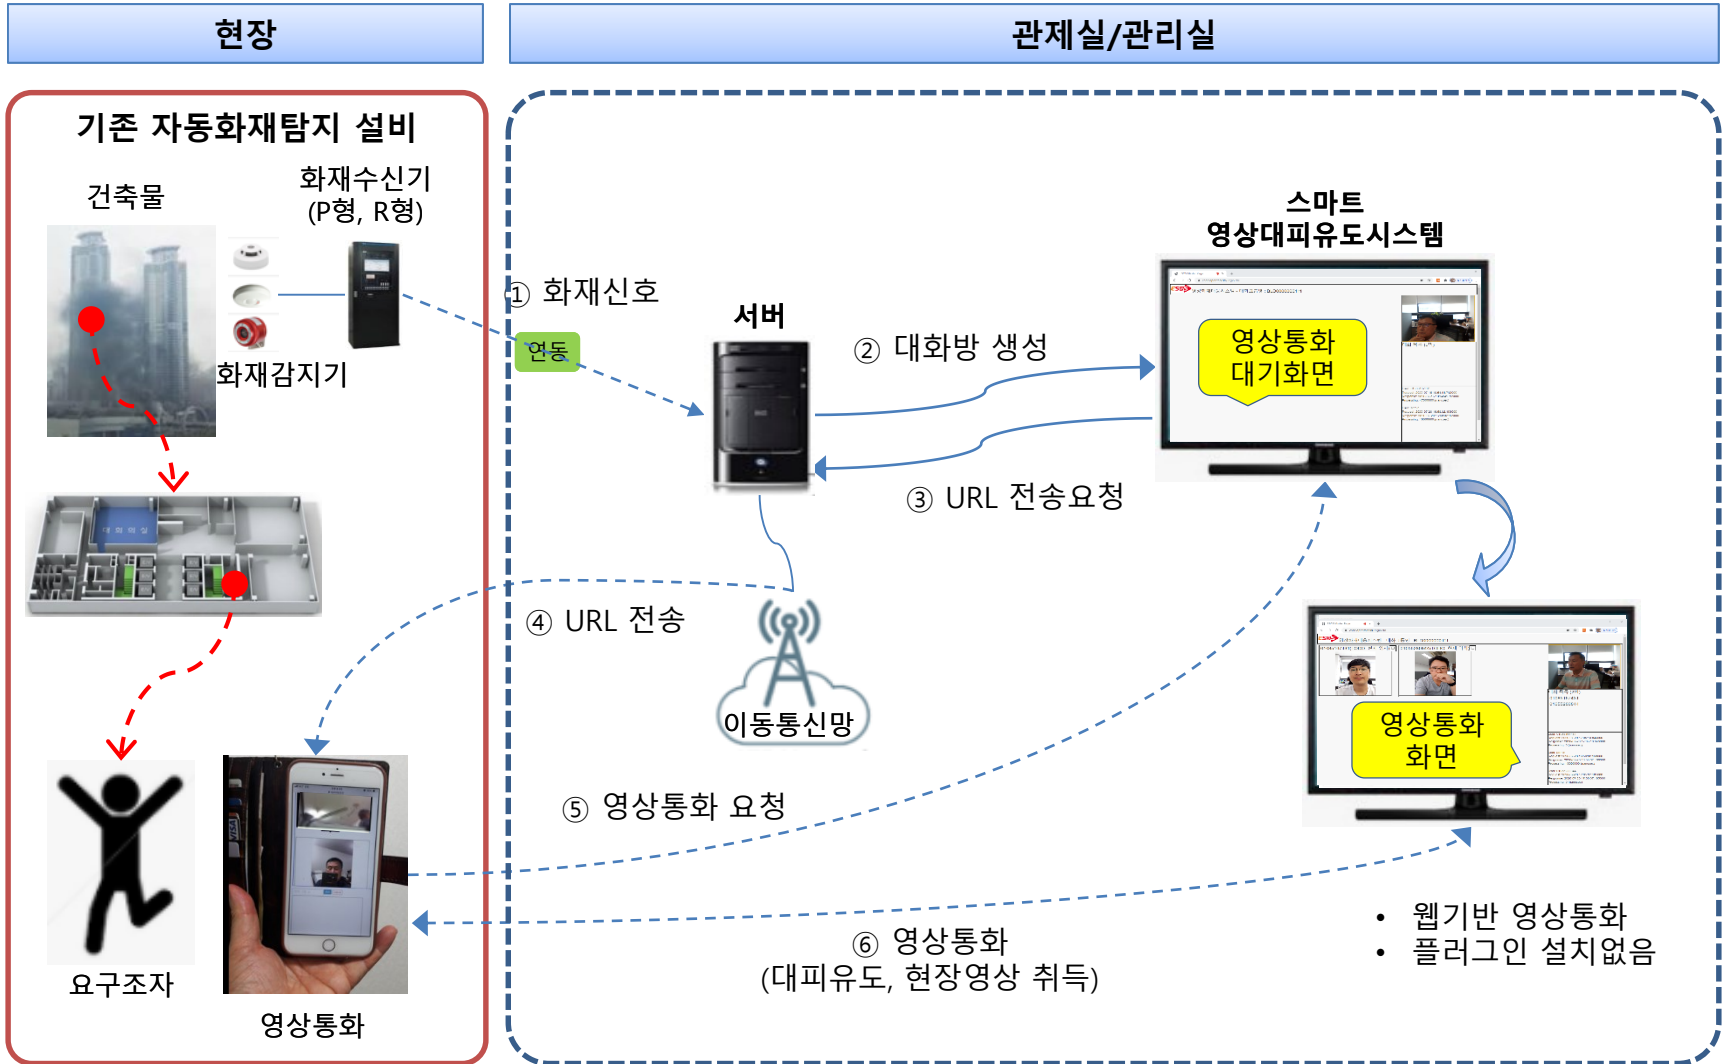 현장
관제실/관리실
기존 자동화재탐지 설비
건축물
화재수신기
(P형, R형)
화재감지기
대 회 의 실
요구조자
영상통화
① 화재신호
연동
서버
② 대화방 생성
③ URL 전송요청
스마트
영상대피유도시스템
영상통화
대기화면
④ URL 전송
이동통신망
⑤ 영상통화 요청
영상통화
화면
⑥ 영상통화
(대피유도, 현장영상 취득)
• 웹기반 영상통화
• 플러그인 설치없음
VISA